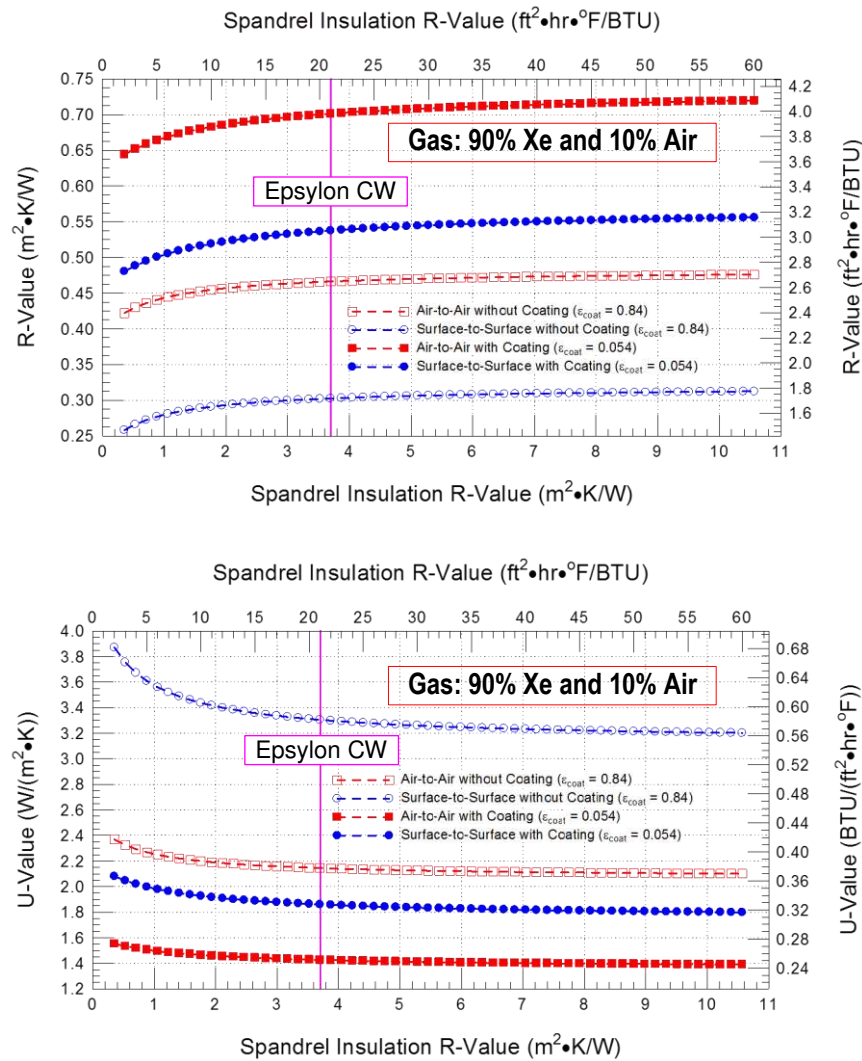 Spandrel Insulation R-Value (ft²•hr•°F/BTU)
0 5 10 15 20 25 30 35 40 45 50 55 60
0.75
0.70
0.65
0.60
0.55
0.50
0.45
0.40
0.35
0.30
0.25
R-Value (m²•K/W)
4.2
4.0
3.8
3.6
3.4
3.2
3.0
2.8
2.6
2.4
2.2
2.0
1.8
1.6
R-Value (ft²•hr•°F/BTU)
Gas: 90% Xe and 10% Air
Epsylon CW
Air-to-Air without Coating (εcoat = 0.84)
Surface-to-Surface without Coating (εcoat = 0.84)
Air-to-Air with Coating (εcoat = 0.054)
Surface-to-Surface with Coating (εcoat = 0.054)
0 1 2 3 4 5 6 7 8 9 10 11
Spandrel Insulation R-Value (m²•K/W)
Spandrel Insulation R-Value (ft²•hr•°F/BTU)
0 5 10 15 20 25 30 35 40 45 50 55 60
4.0
3.8
3.6
3.4
3.2
3.0
2.8
2.6
2.4
2.2
2.0
1.8
1.6
1.4
1.2
U-Value (W/(m²•K))
0.68
0.64
0.60
0.56
0.52
0.48
0.44
0.40
0.36
0.32
0.28
0.24
U-Value (BTU/(ft²•hr•°F))
Gas: 90% Xe and 10% Air
Epsylon CW
Air-to-Air without Coating (εcoat = 0.84)
Surface-to-Surface without Coating (εcoat = 0.84)
Air-to-Air with Coating (εcoat = 0.054)
Surface-to-Surface with Coating (εcoat = 0.054)
0 1 2 3 4 5 6 7 8 9 10 11
Spandrel Insulation R-Value (m²•K/W)